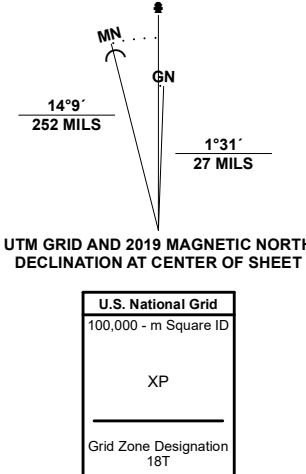 MN
GN
14°9´
252 MILS
1°31´
27 MILS
UTM GRID AND 2019 MAGNETIC NORTH
DECLINATION AT CENTER OF SHEET
U.S. National Grid
100,000 - m Square ID
XP
Grid Zone Designation
18T